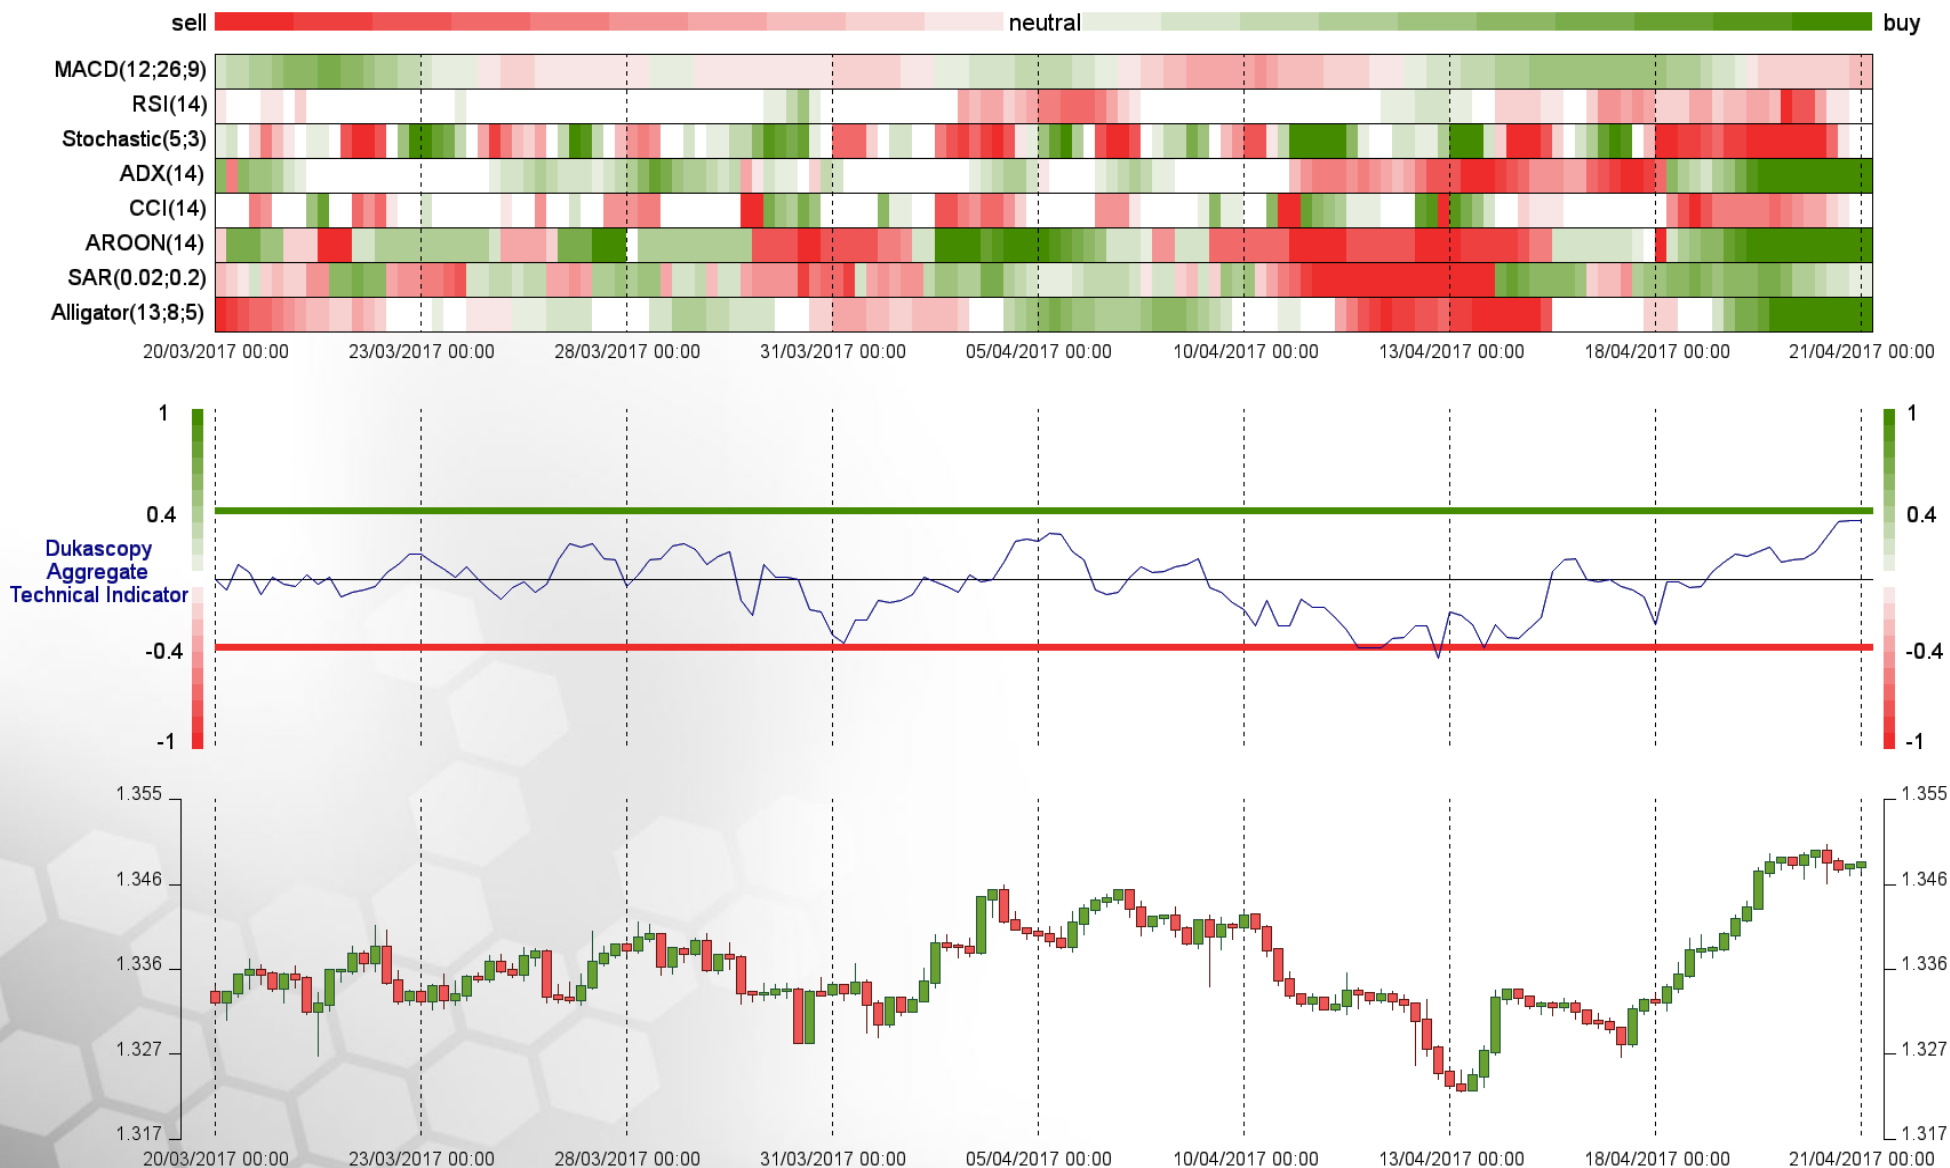 sell neutral buy
MACD(12;26;9)
RSI(14)
Stochastic(5;3)
ADX(14)
CCI(14)
AROON(14)
SAR(0.02;0.2)
Alligator(13;8;5)
20/03/2017 00:00 23/03/2017 00:00 28/03/2017 00:00 31/03/2017 00:00 05/04/2017 00:00 10/04/2017 00:00 13/04/2017 00:00 18/04/2017 00:00 21/04/2017 00:00
1 1
0.4 0.4
Dukascopy
Aggregate
Technical Indicator
-0.4 -0.4
-1 -1
1.355 1.355
1.346 1.346
1.336 1.336
1.327 1.327
1.317 1.317
20/03/2017 00:00 23/03/2017 00:00 28/03/2017 00:00 31/03/2017 00:00 05/04/2017 00:00 10/04/2017 00:00 13/04/2017 00:00 18/04/2017 00:00 21/04/2017 00:00